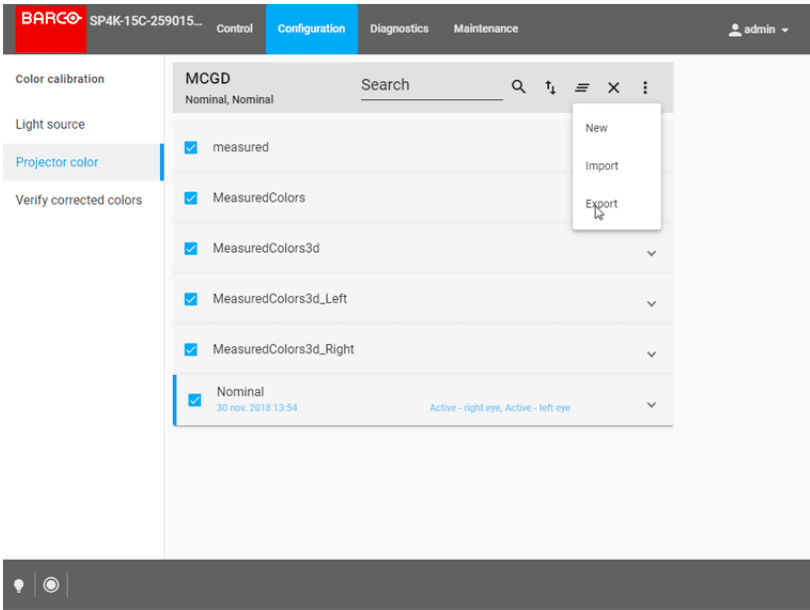 BARCO SP4K-15C-259015... Control Configuration Diagnostics Maintenance admin
Color calibration
Light source
Projector color
Verify corrected colors
MCGD
Nominal, Nominal
Search
New
Import
Export
measured
MeasuredColors
MeasuredColors3d
MeasuredColors3d_Left
MeasuredColors3d_Right
Nominal
30 nov. 2018 13:54 Active - right eye, Active - left eye